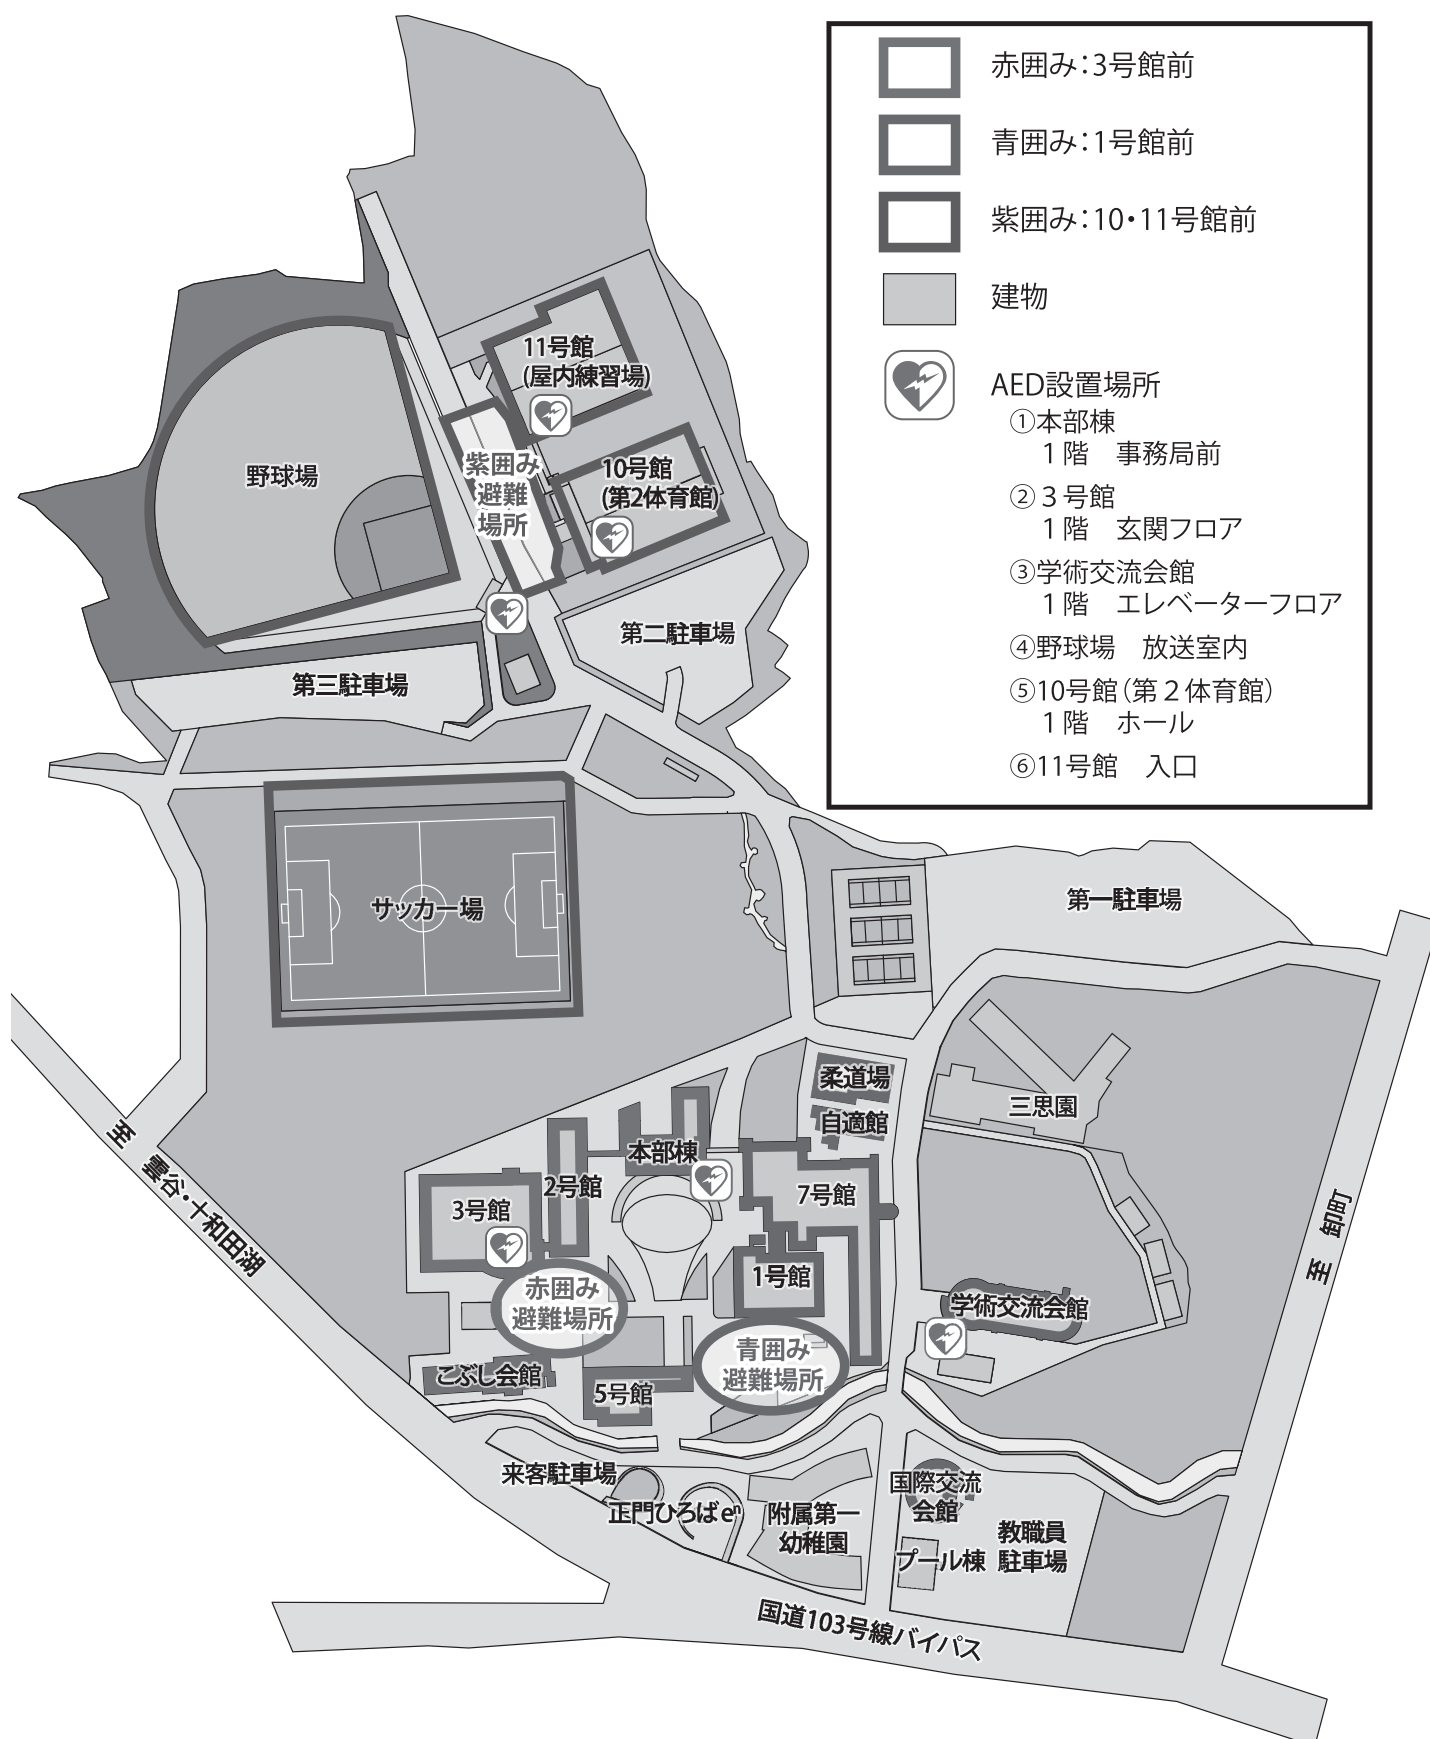 赤囲み：3号館前
青囲み：1号館前
紫囲み：10・11号館前
建物
AED設置場所
①本部棟
1階　事務局前
②３号館
1階　玄関フロア
③学術交流会館
1階　エレベーターフロア
④野球場　放送室内
⑤10号館（第２体育館）
1階　ホール
⑥11号館　入口
11号館
(屋内練習場)
紫囲み
避難
場所
10号館
(第2体育館)
野球場
第二駐車場
第三駐車場
サッカー場
第一駐車場
柔道場
自適館
三思園
本部棟
2号館
3号館
7号館
1号館
赤囲み
避難場所
青囲み
避難場所
学術交流会館
こぶし会館
5号館
至　雲谷・十和田湖
至　卸町
来客駐車場
正門ひろばeⁿ
附属第一
幼稚園
国際交流
会館
プール棟
教職員
駐車場
国道103号線バイパス